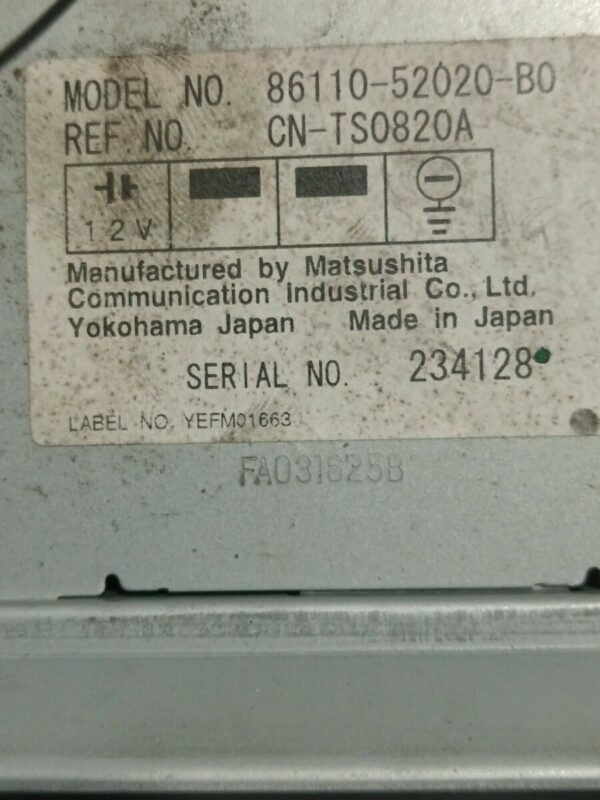 MODEL NO. 86110-52020-B0
REF. NO. CN-TS0820A
12V
Manufactured by Matsushita
Communication Industrial Co., Ltd.
Yokohama Japan Made in Japan
SERIAL NO. 234128
LABEL NO. YEFM01663
FA031625B